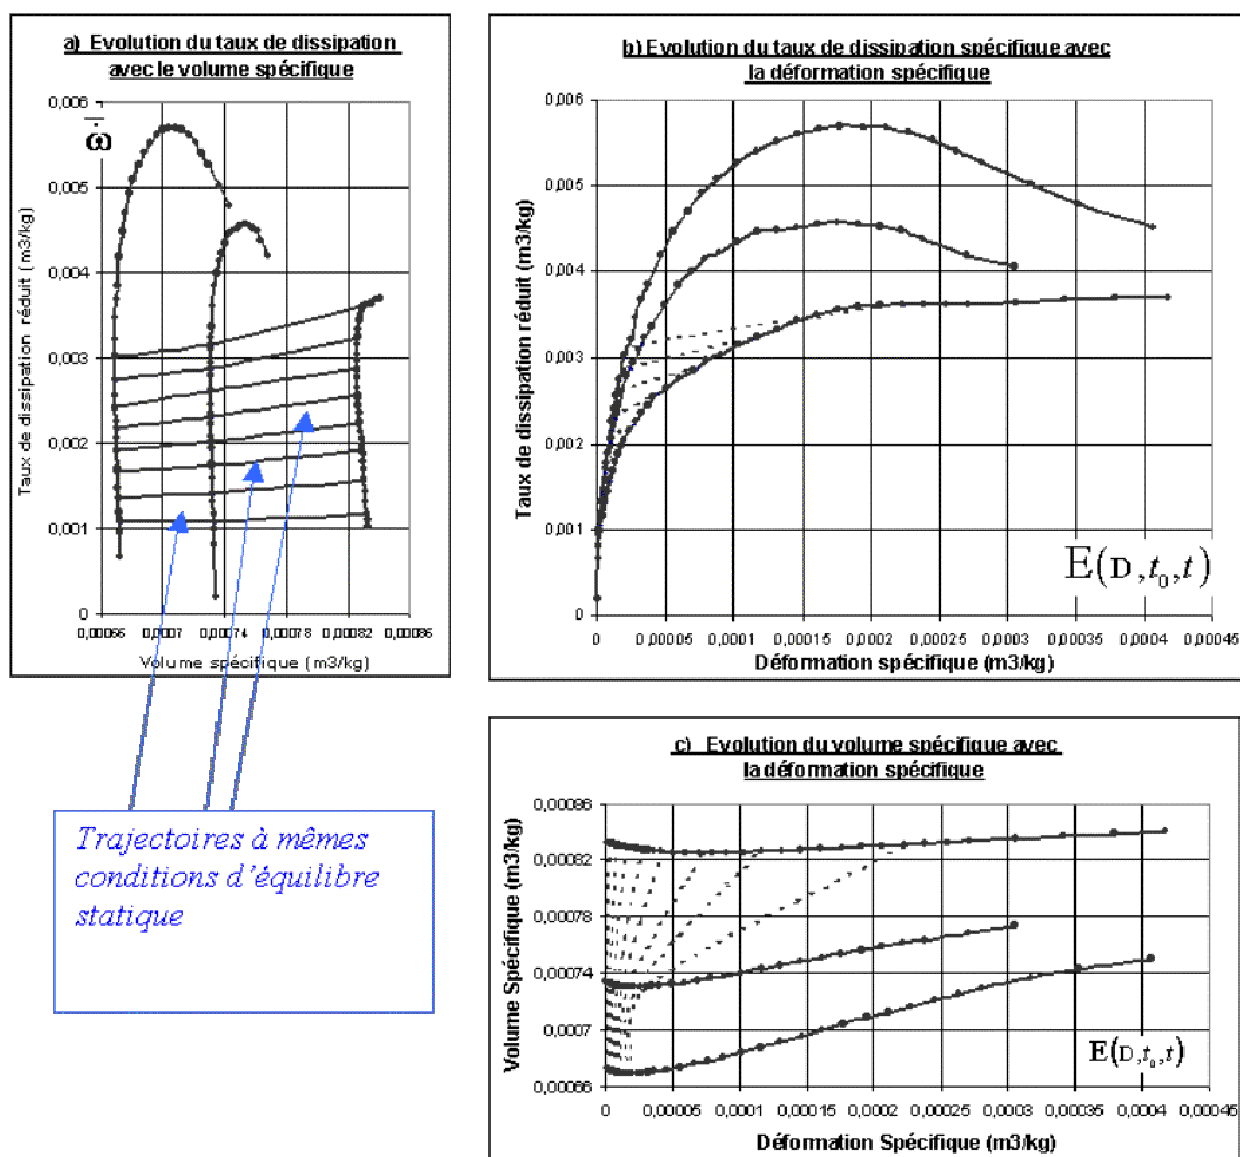 a) Evolution du taux de dissipation
avec le volume spécifique
0,006
0,005
0,004
0,003
0,002
0,001
0
ω̇
Taux de dissipation réduit (m3/kg)
0,00066 0,0007 0,00074 0,00078 0,00082 0,00086
Volume spécifique (m3/kg)
b) Evolution du taux de dissipation spécifique avec
la déformation spécifique
0,006
0,005
0,004
0,003
0,002
0,001
0
Taux de dissipation réduit (m3/kg)
E(D,t₀,t)
0 0,00005 0,0001 0,00015 0,0002 0,00025 0,0003 0,00035 0,0004 0,00045
Déformation spécifique (m3/kg)
Trajectoires à mêmes
conditions d'équilibre
statique
c) Evolution du volume spécifique avec
la déformation spécifique
0,00086
0,00082
0,00078
0,00074
0,0007
0,00066
Volume Spécifique (m3/kg)
E(D,t₀,t)
0 0,00005 0,0001 0,00015 0,0002 0,00025 0,0003 0,00035 0,0004 0,00045
Déformation Spécifique (m3/kg)